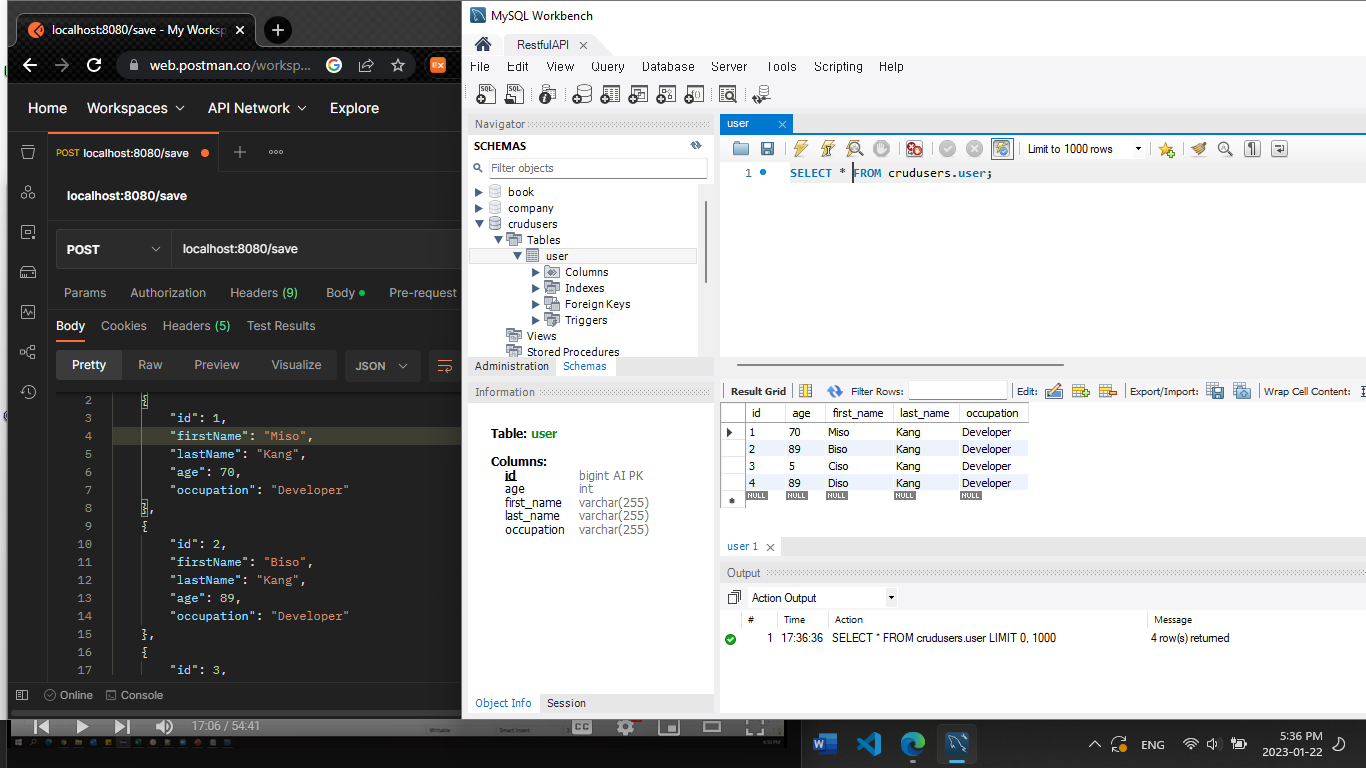 localhost:8080/save - My Worksp
web.postman.co/worksp...
Home Workspaces API Network Explore
POST localhost:8080/save
localhost:8080/save
POST localhost:8080/save
Params Authorization Headers (9) Body Pre-request
Body Cookies Headers (5) Test Results
Pretty Raw Preview Visualize JSON
2 {
3 "id": 1,
4 "firstName": "Miso",
5 "lastName": "Kang",
6 "age": 70,
7 "occupation": "Developer"
8 },
9 {
10 "id": 2,
11 "firstName": "Biso",
12 "lastName": "Kang",
13 "age": 89,
14 "occupation": "Developer"
15 },
16 {
17 "id": 3,
Online Console
17:06 / 54:41
MySQL Workbench
RestfulAPI
File Edit View Query Database Server Tools Scripting Help
Navigator
SCHEMAS
Filter objects
book
company
crudusers
Tables
user
Columns
Indexes
Foreign Keys
Triggers
Views
Stored Procedures
Administration Schemas
Information
Table: user
Columns:
id bigint AI PK
age int
first_name varchar(255)
last_name varchar(255)
occupation varchar(255)
Object Info Session
user
Limit to 1000 rows
1 SELECT * FROM crudusers.user;
Result Grid Filter Rows: Edit: Export/Import: Wrap Cell Content:
id age first_name last_name occupation
1 70 Miso Kang Developer
2 89 Biso Kang Developer
3 5 Ciso Kang Developer
4 89 Diso Kang Developer
NULL NULL NULL NULL NULL
user 1
Output
Action Output
# Time Action Message
1 17:36:36 SELECT * FROM crudusers.user LIMIT 0, 1000 4 row(s) returned
CC
ENG
5:36 PM
2023-01-22